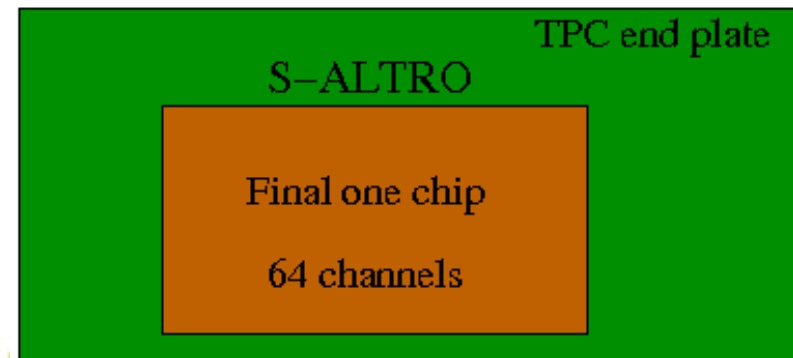 TPC end plate
S−ALTRO
Final one chip
64 channels